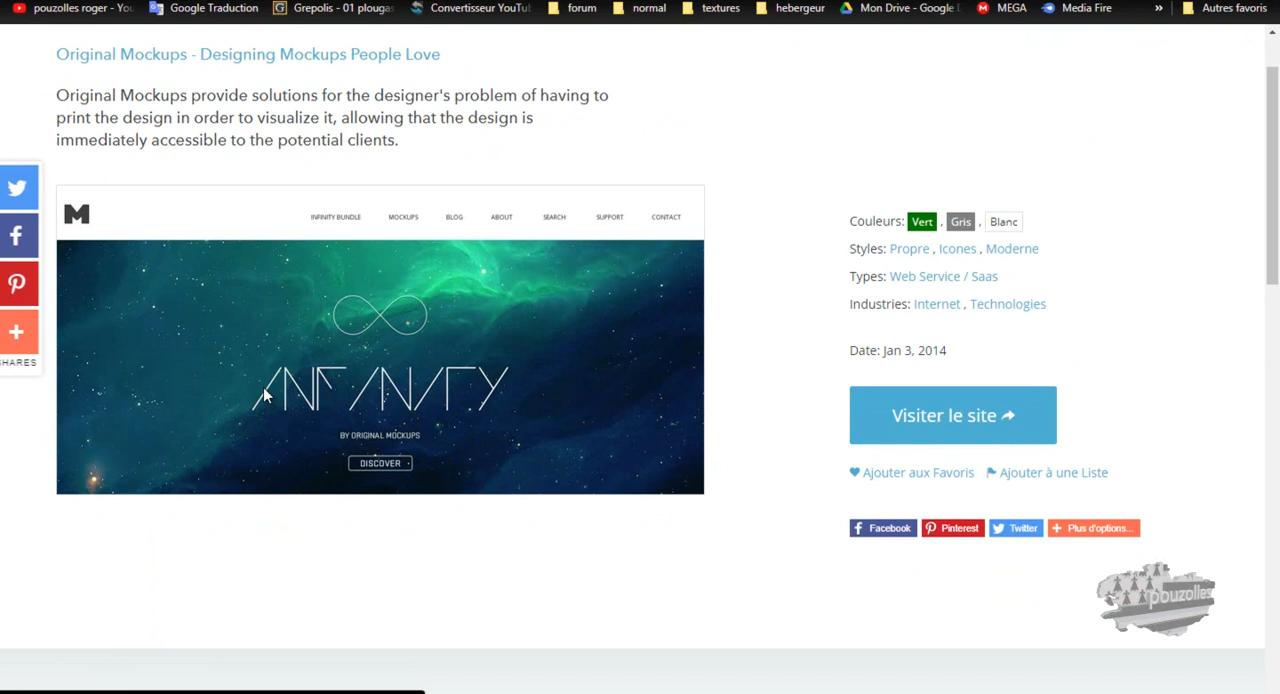 pouzolles roger - You
Google Traduction
Grepolis - 01 plougas
Convertisseur YouTu
forum
normal
textures
hebergeur
Mon Drive - Google D
MEGA
Media Fire
»
Autres favoris
Original Mockups - Designing Mockups People Love
Original Mockups provide solutions for the designer's problem of having to
print the design in order to visualize it, allowing that the design is
immediately accessible to the potential clients.
SHARES
M
INFINITY BUNDLE MOCKUPS BLOG ABOUT SEARCH SUPPORT CONTACT
INFINITY
BY ORIGINAL MOCKUPS
DISCOVER
Couleurs: Vert , Gris , Blanc
Styles: Propre , Icones , Moderne
Types: Web Service / Saas
Industries: Internet , Technologies
Date: Jan 3, 2014
Visiter le site
Ajouter aux Favoris Ajouter à une Liste
Facebook Pinterest Twitter Plus d'options...
pouzolles